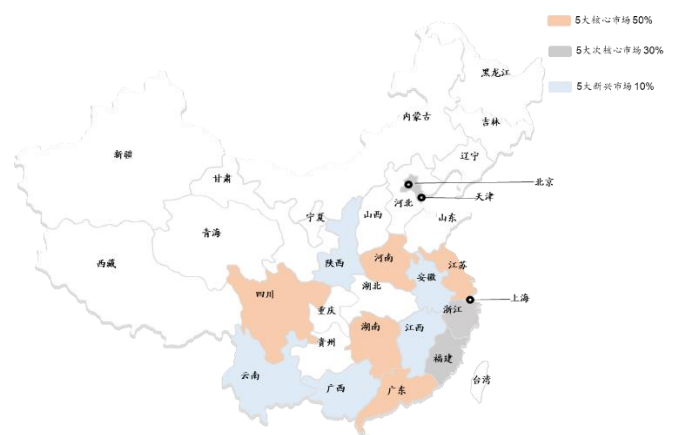 5大核心市场50%
5大次核心市场30%
5大新兴市场10%
黑龙江
内蒙古
吉林
新疆
辽宁
甘肃
北京
河北
天津
宁夏
山西
山东
青海
西藏
陕西
河南
江苏
安徽
四川
湖北
上海
重庆
浙江
湖南
江西
贵州
福建
云南
广西
广东
台湾